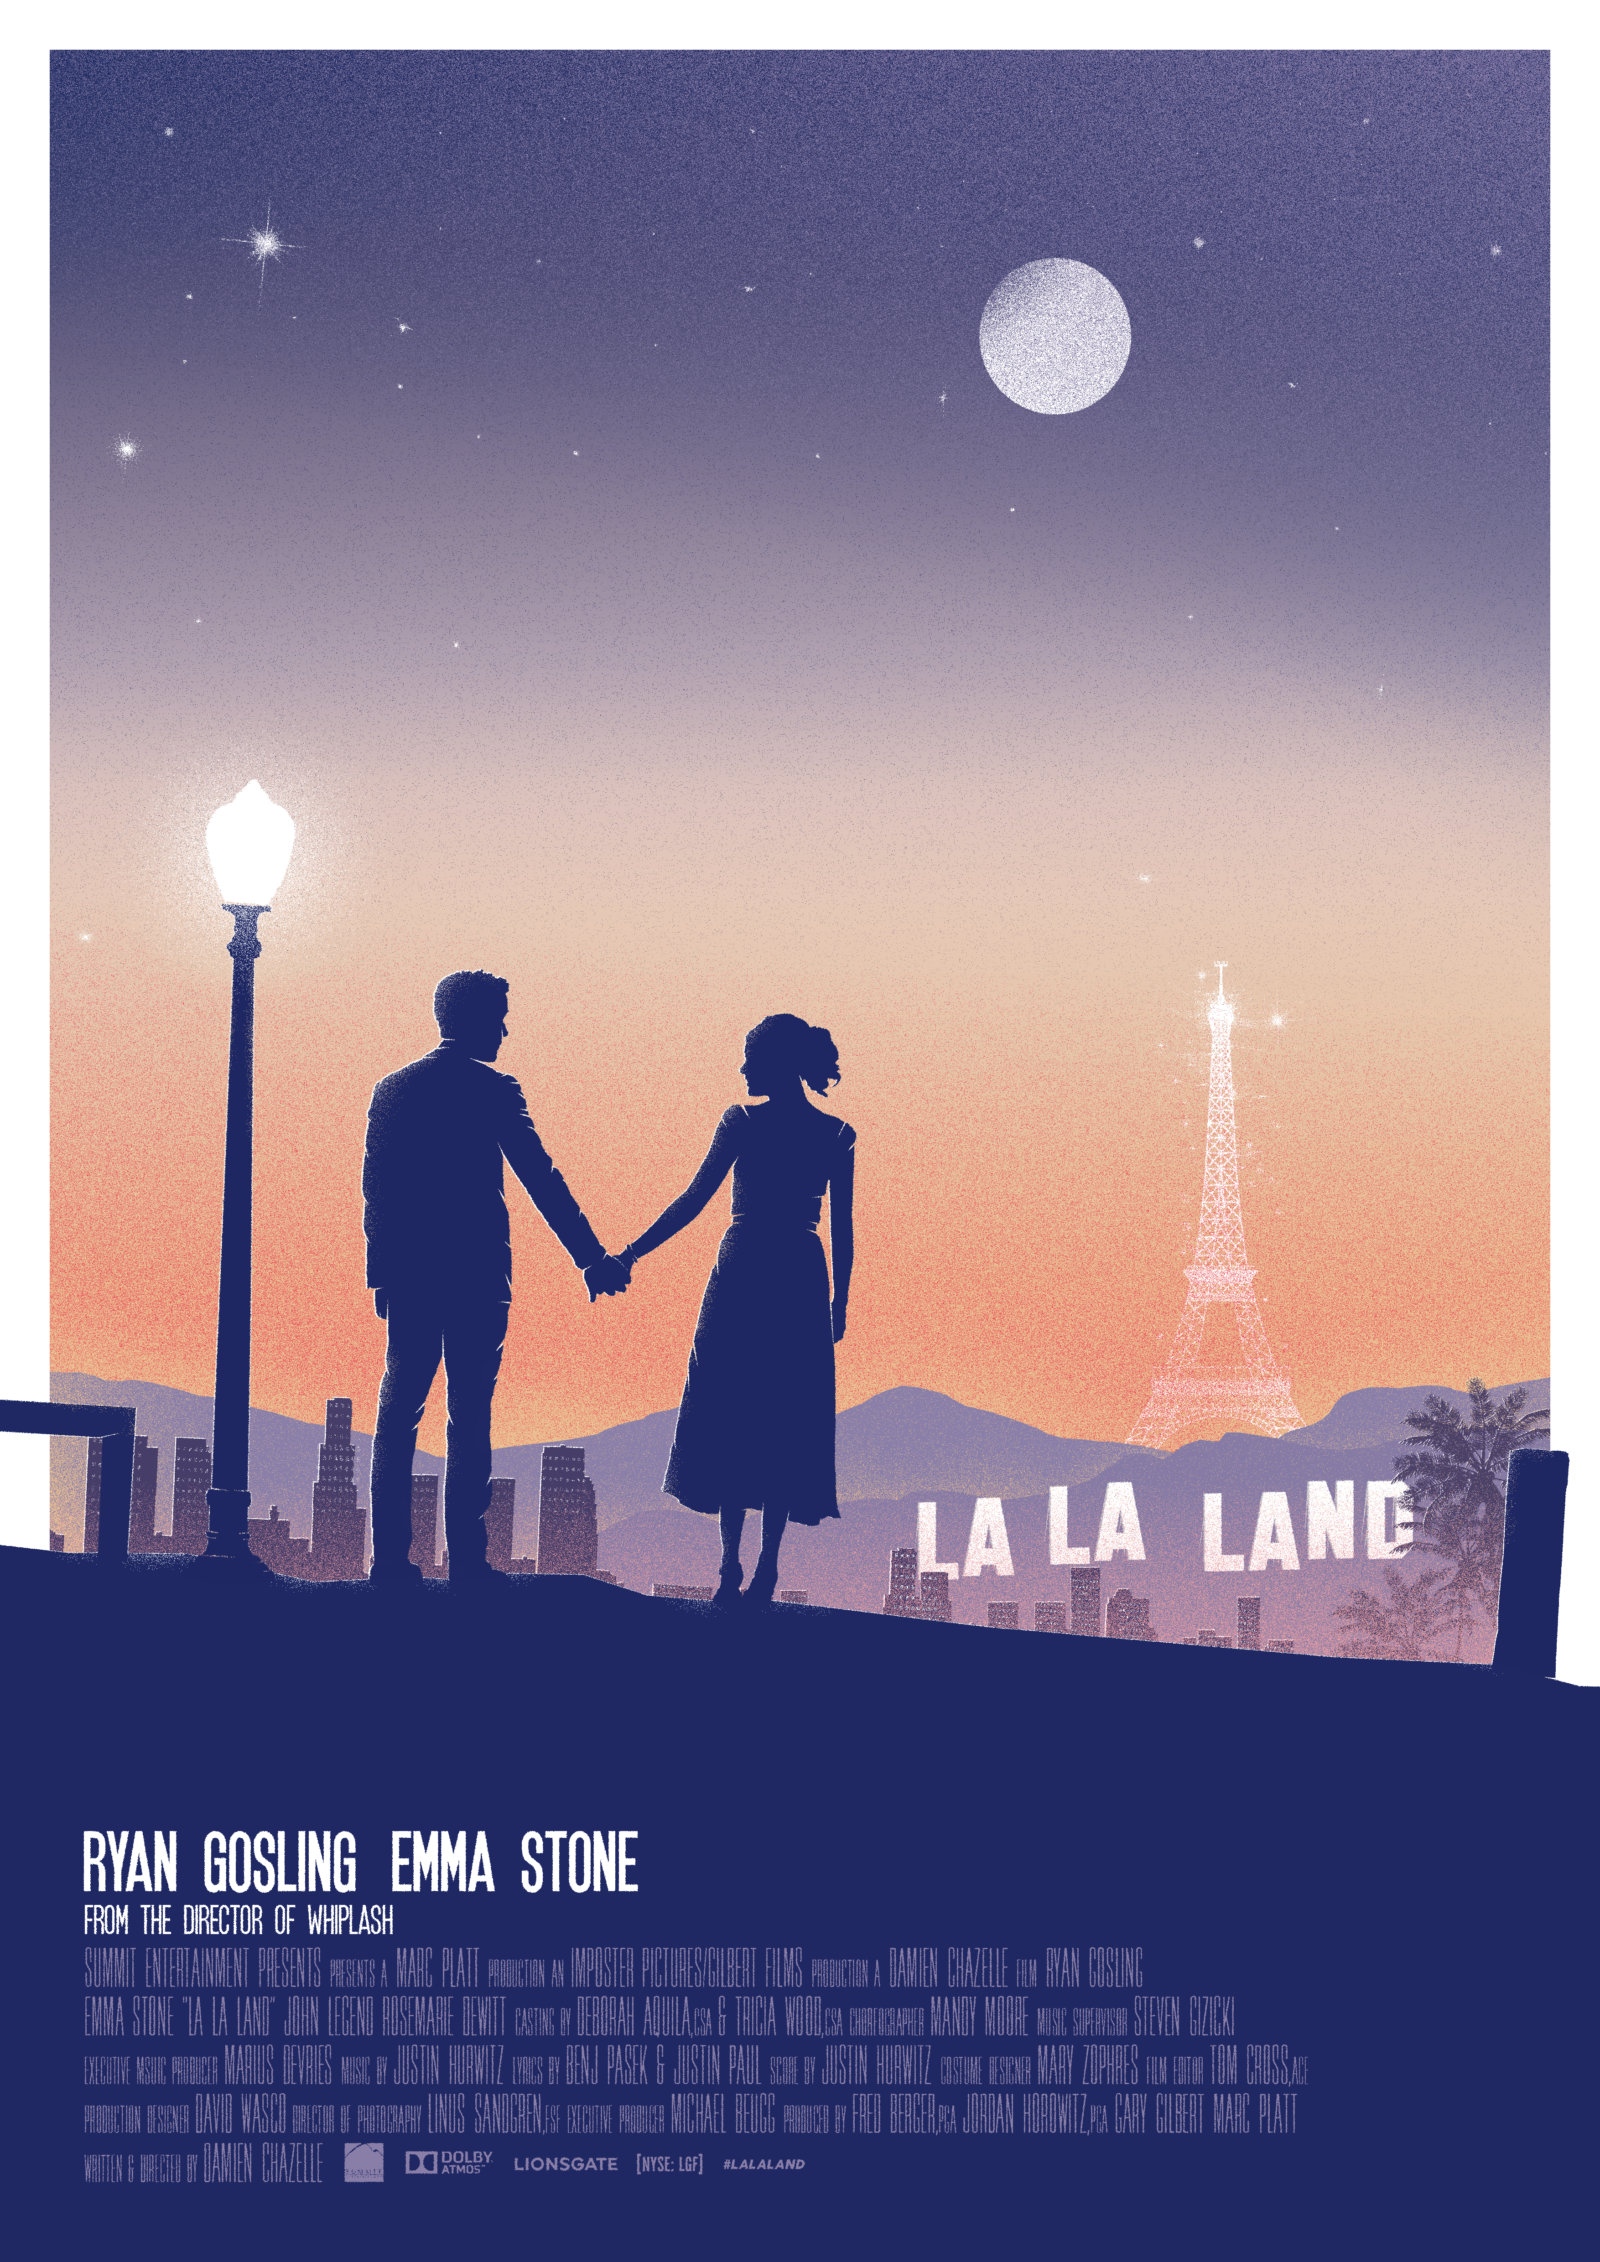 LA LA LAND
RYAN GOSLING EMMA STONE
FROM THE DIRECTOR OF WHIPLASH
SUMMIT ENTERTAINMENT PRESENTS PRESENTS A MARC PLATT PRODUCTION AN IMPOSTER PICTURES/GILBERT FILMS PRODUCTION A DAMIEN CHAZELLE FILM RYAN GOSLING
EMMA STONE "LA LA LAND" JOHN LEGEND ROSEMARIE DEWITT CASTING BY DEBORAH AQUILA,CSA & TRICIA WOOD,CSA CHOREOGRAPHER MANDY MOORE MUSIC SUPERVISOR STEVEN GIZICKI
EXECUTIVE MSUIC PRODUCER MARIUS DEVRIES MUSIC BY JUSTIN HURWITZ LYRICS BY BENJ PASEK & JUSTIN PAUL SCORE BY JUSTIN HURWITZ COSTUME DESIGNER MARY ZOPHRES FILM EDITOR TOM CROSS,ACE
PRODUCTION DESIGNER DAVID WASCO DIRECTOR OF PHOTOGRAPHY LINUS SANDGREN,FSF EXECUTIVE PRODUCER MICHAEL BEUGG PRODUCED BY FRED BERGER,PGA JORDAN HOROWITZ,PGA GARY GILBERT MARC PLATT
WRITTEN & DIRECTED BY DAMIEN CHAZELLE DOLBY ATMOS™ LIONSGATE [NYSE: LGF] #LALALAND